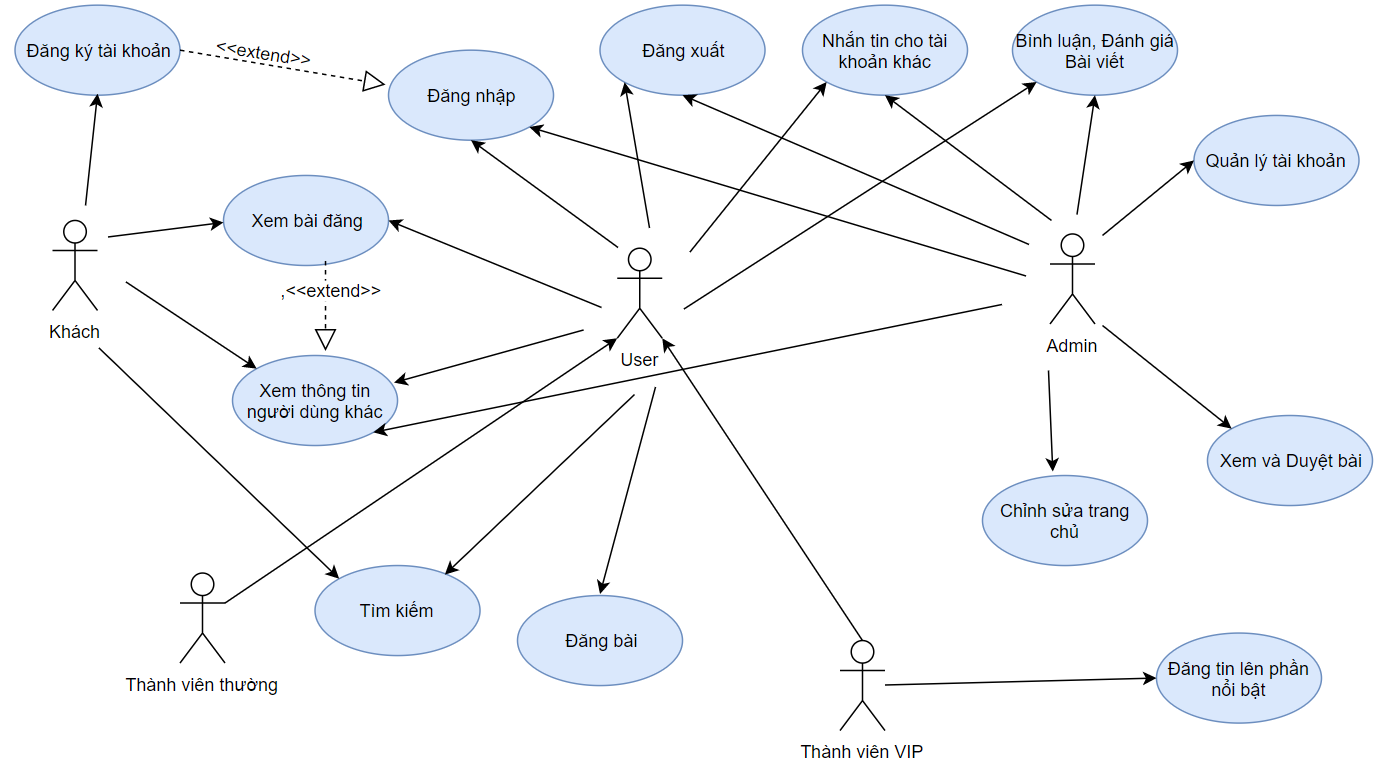 Đăng ký tài khoản
<<extend>>
Đăng nhập
Đăng xuất
Nhắn tin cho tài
khoản khác
Bình luận, Đánh giá
Bài viết
Quản lý tài khoản
Xem bài đăng
,<<extend>>
Khách
User
Admin
Xem thông tin
người dùng khác
Xem và Duyệt bài
Chỉnh sửa trang
chủ
Tìm kiếm
Đăng bài
Thành viên thường
Đăng tin lên phần
nổi bật
Thành viên VIP